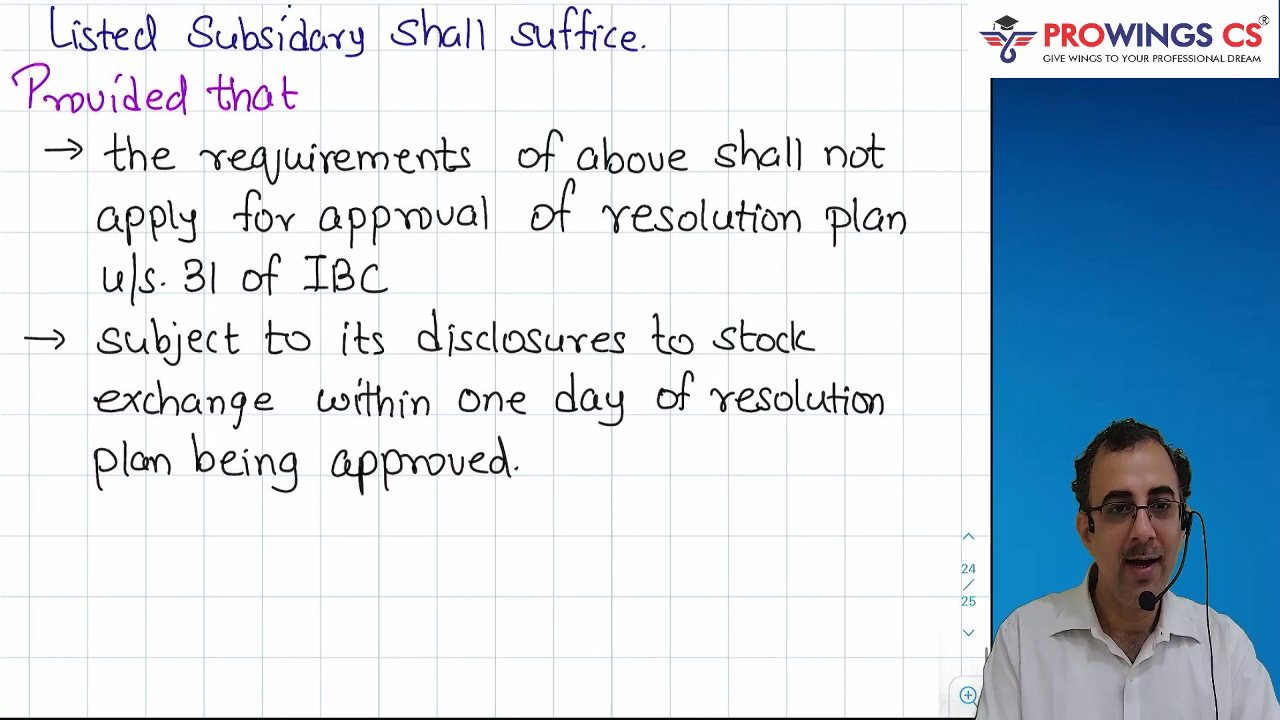 Listed Subsidary shall suffice.
PROWINGS CS®
GIVE WINGS TO YOUR PROFESSIONAL DREAM
Provided that
→ the requirements of above shall not
apply for approval of resolution plan
u/s. 31 of IBC
→ subject to its disclosures to stock
exchange within one day of resolution
plan being approved.
24
/
25